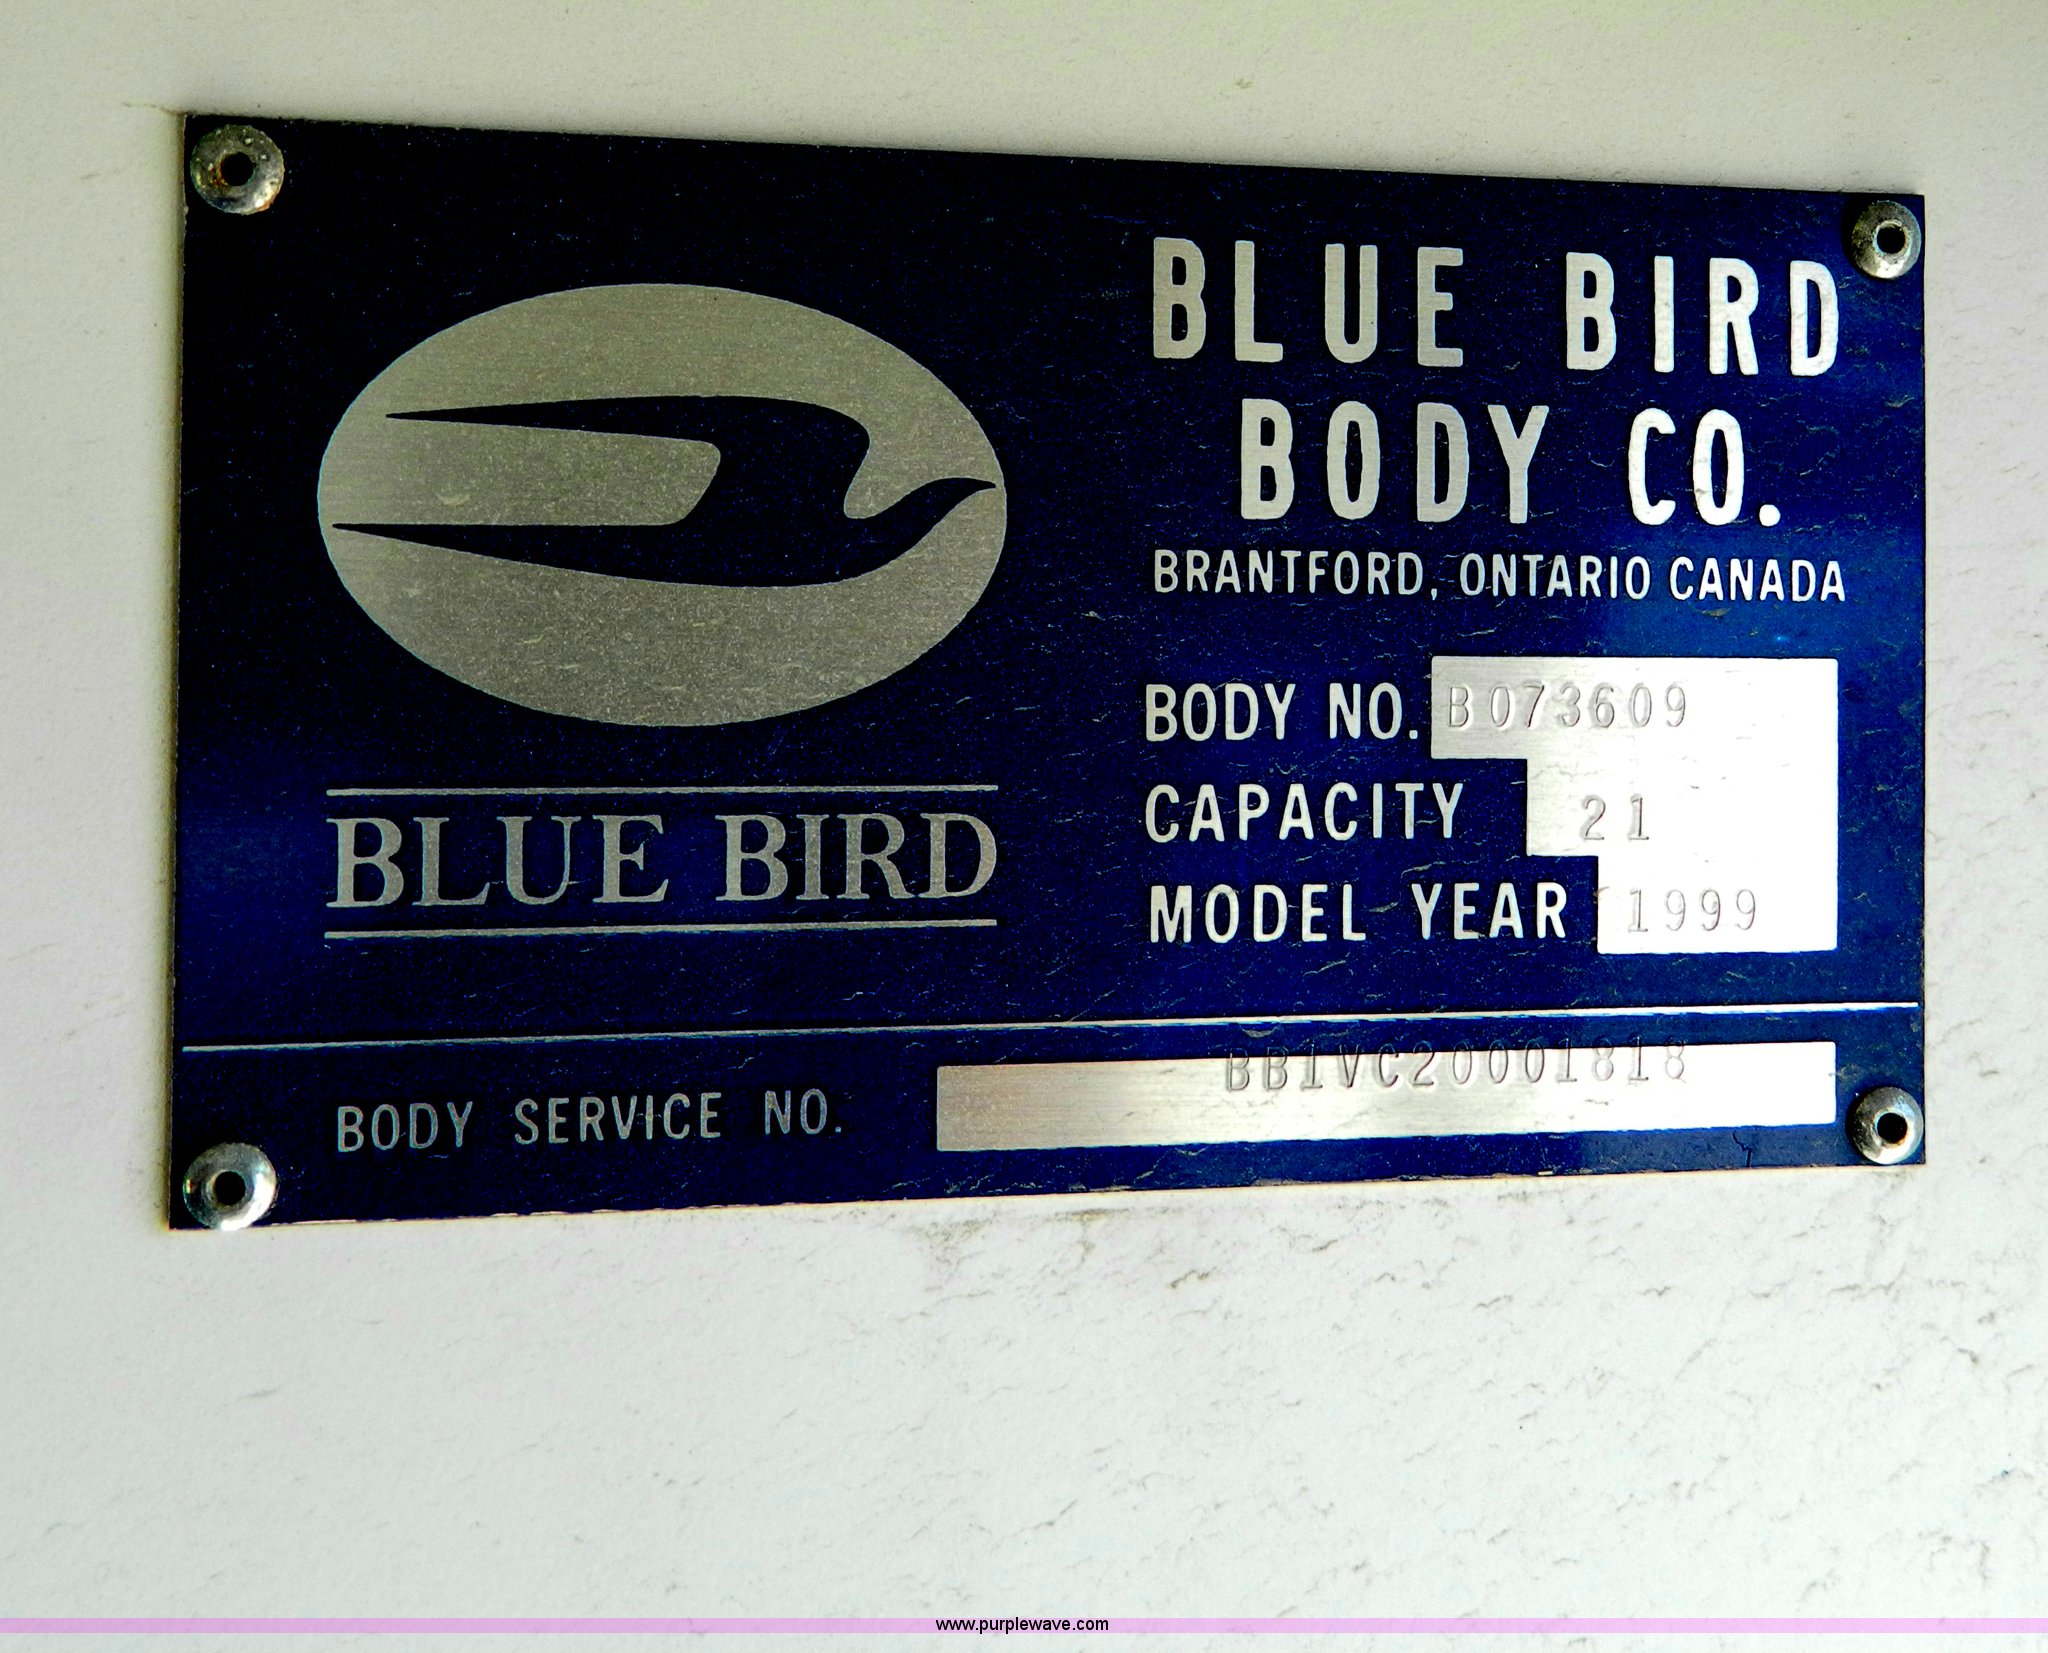 BLUE BIRD
BODY CO.
BRANTFORD, ONTARIO CANADA
BODY NO. B073609
CAPACITY 21
MODEL YEAR 1999
BLUE BIRD
BODY SERVICE NO. BB1VC20001818
www.purplewave.com